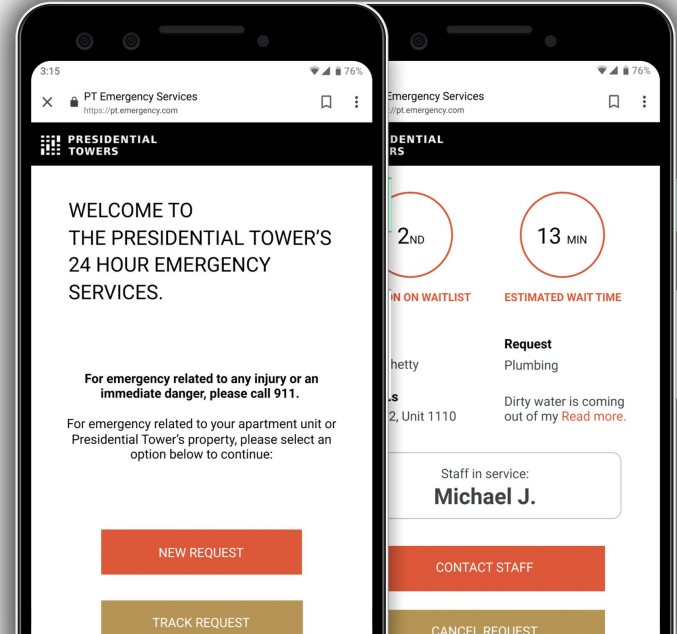 3:15
76%
PT Emergency Services
https://pt.emergency.com
PRESIDENTIAL
TOWERS
WELCOME TO
THE PRESIDENTIAL TOWER'S
24 HOUR EMERGENCY
SERVICES.
For emergency related to any injury or an
immediate danger, please call 911.
For emergency related to your apartment unit or
Presidential Tower's property, please select an
option below to continue:
NEW REQUEST
TRACK REQUEST
76%
Emergency Services
://pt.emergency.com
DENTIAL
RS
2ND
13 MIN
N ON WAITLIST
ESTIMATED WAIT TIME
hetty
Request
Plumbing
2, Unit 1110
Dirty water is coming
out of my Read more.
Staff in service:
Michael J.
CONTACT STAFF
CANCEL REQUEST